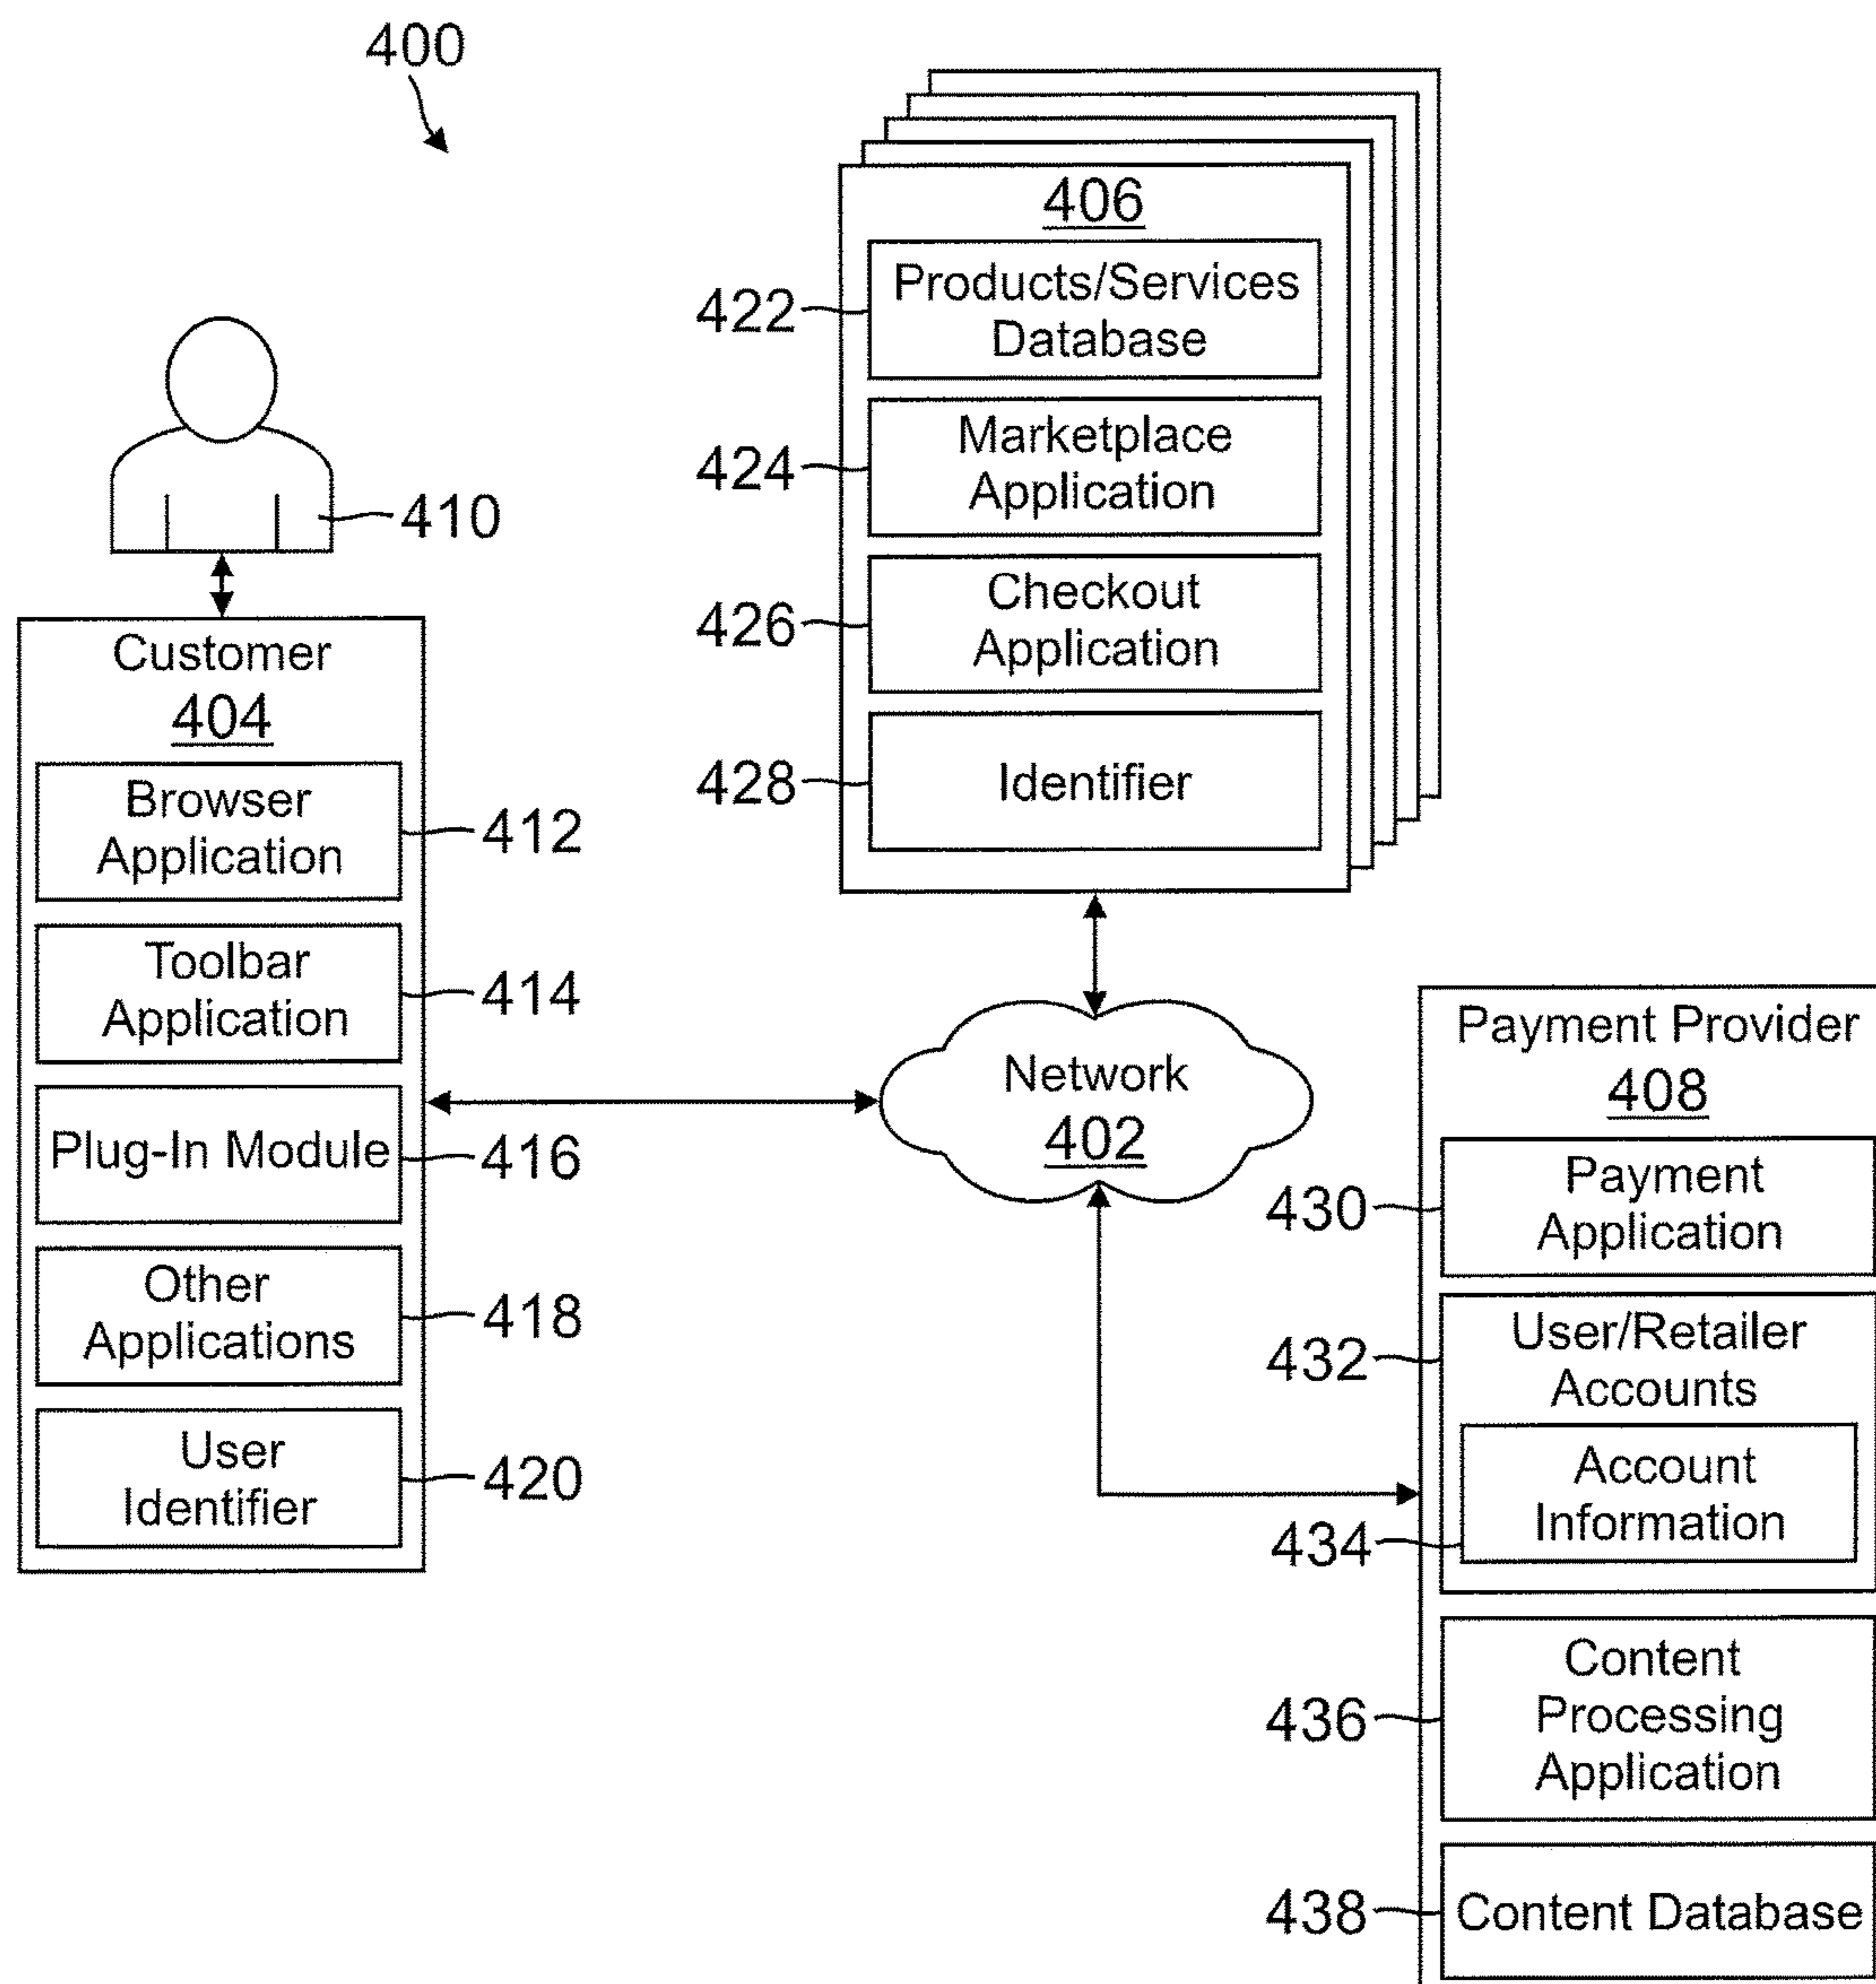 400
406
422
Products/Services
Database
424
Marketplace
Application
426
Checkout
Application
428
Identifier
410
Customer
404
Browser
Application
412
Toolbar
Application
414
Plug-In Module
416
Other
Applications
418
User
Identifier
420
Network
402
Payment Provider
408
430
Payment
Application
432
User/Retailer
Accounts
434
Account
Information
436
Content
Processing
Application
438
Content Database